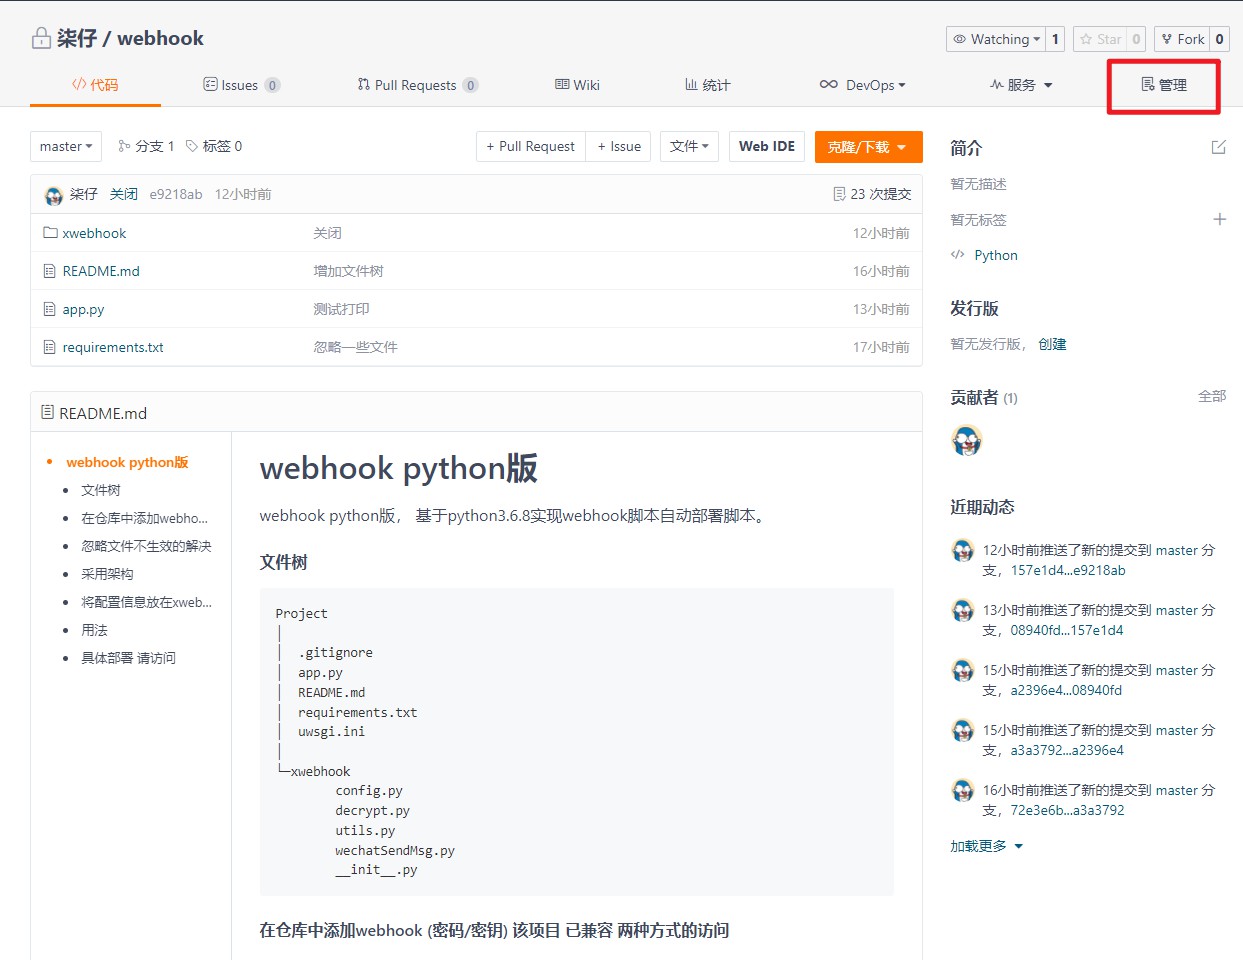 柒仔 / webhook
Watching 1 Star 0 Fork 0
代码 Issues 0 Pull Requests 0 Wiki 统计 DevOps 服务 管理
master 分支 1 标签 0 + Pull Request + Issue 文件 Web IDE 克隆/下载
柒仔 关闭 e9218ab 12小时前 23 次提交
xwebhook 关闭 12小时前
README.md 增加文件树 16小时前
app.py 测试打印 13小时前
requirements.txt 忽略一些文件 17小时前
README.md
webhook python版
文件树
在仓库中添加webho...
忽略文件不生效的解决
采用架构
将配置信息放在xweb...
用法
具体部署 请访问
webhook python版
webhook python版， 基于python3.6.8实现webhook脚本自动部署脚本。
文件树
Project
│
│  .gitignore
│  app.py
│  README.md
│  requirements.txt
│  uwsgi.ini
│
└─xwebhook
config.py
decrypt.py
utils.py
wechatSendMsg.py
__init__.py
在仓库中添加webhook (密码/密钥) 该项目 已兼容 两种方式的访问
简介
暂无描述
暂无标签
Python
发行版
暂无发行版， 创建
贡献者 (1) 全部
近期动态
12小时前推送了新的提交到 master 分
支，157e1d4...e9218ab
13小时前推送了新的提交到 master 分
支，08940fd...157e1d4
15小时前推送了新的提交到 master 分
支，a2396e4...08940fd
15小时前推送了新的提交到 master 分
支，a3a3792...a2396e4
16小时前推送了新的提交到 master 分
支，72e3e6b...a3a3792
加载更多